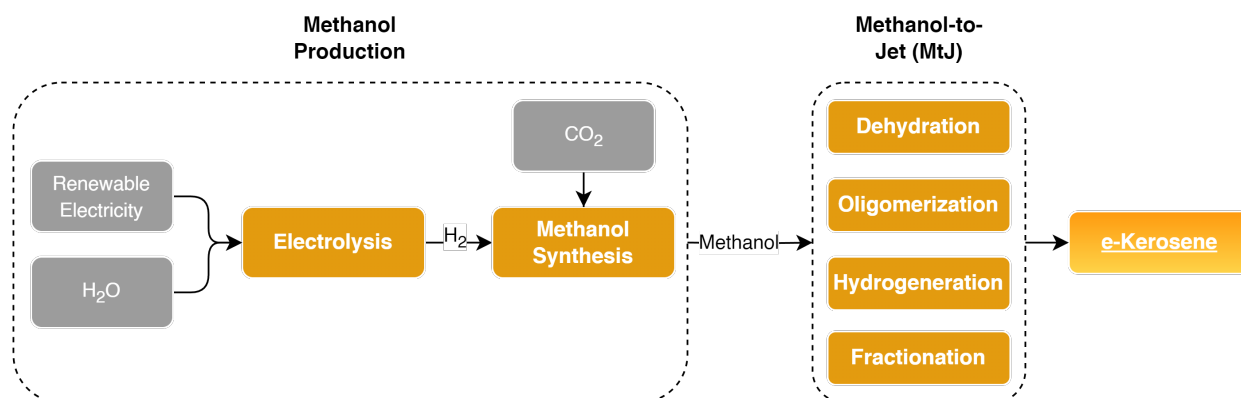 Methanol
Production
Methanol-to-
Jet (MtJ)
CO₂
Renewable
Electricity
H₂O
Electrolysis
H₂
Methanol
Synthesis
Methanol
Dehydration
Oligomerization
Hydrogeneration
Fractionation
e-Kerosene